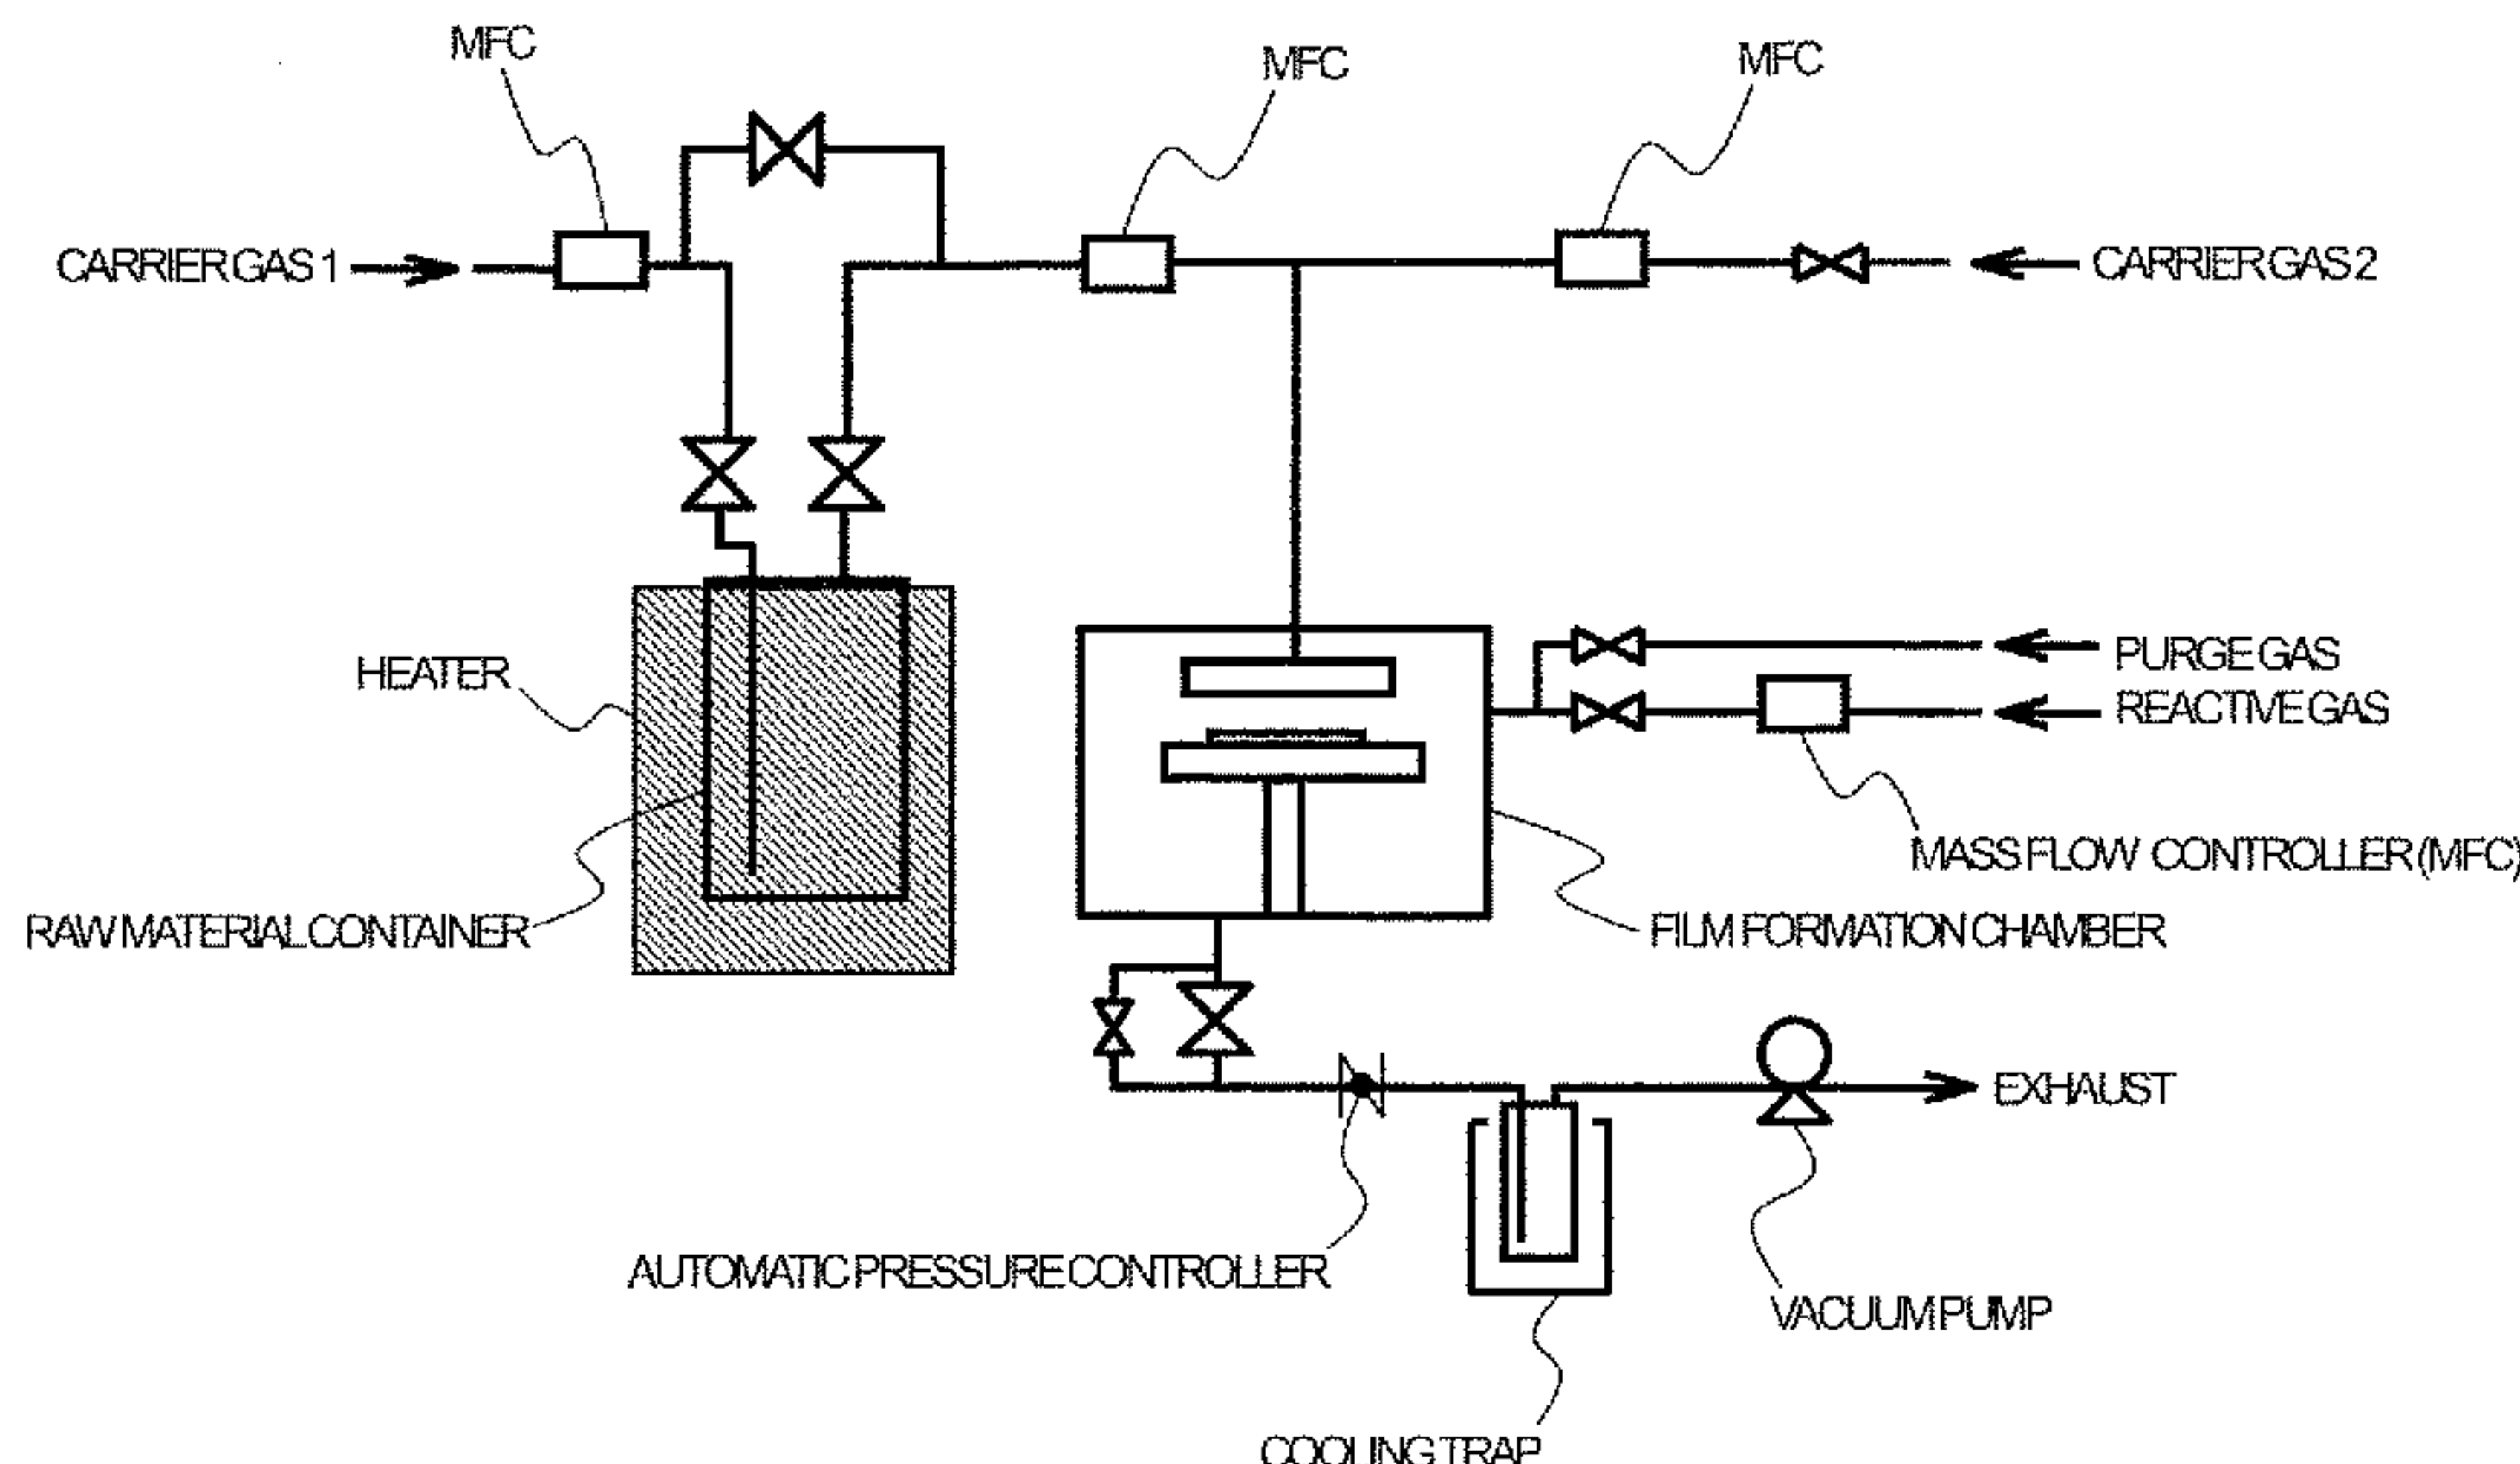 MFC
MFC
MFC
CARRIER GAS 1
CARRIER GAS 2
HEATER
PURGE GAS
REACTIVE GAS
MASS FLOW CONTROLLER (MFC)
RAW MATERIAL CONTAINER
FILM FORMATION CHAMBER
EXHAUST
AUTOMATIC PRESSURE CONTROLLER
VACUUM PUMP
COOLING TRAP